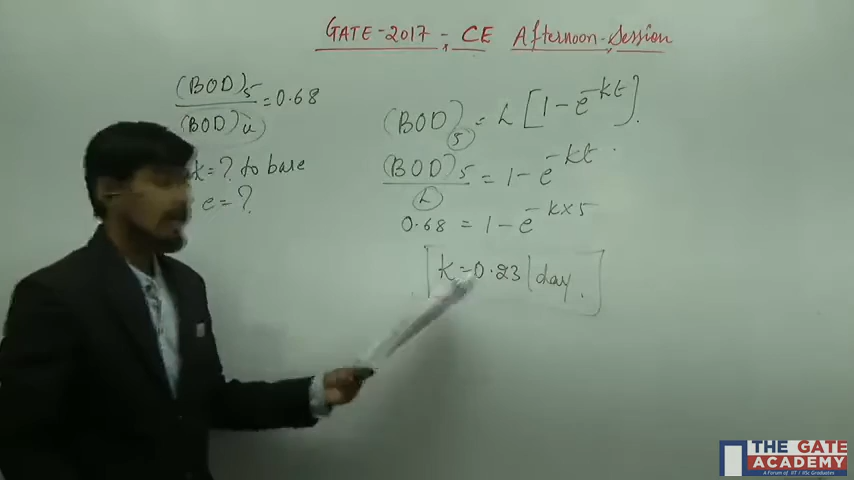 GATE-2017 - CE Afternoon Session
(BOD)5 / (BOD)u = 0.68
k = ? to base
e = ?
(BOD)5 = L [1 - e^-kt].
(BOD)5 / L = 1 - e^-kt.
0.68 = 1 - e^-k×5
k = 0.23 | day.
THE GATE
ACADEMY
A Forum of IIT / IISc Graduates